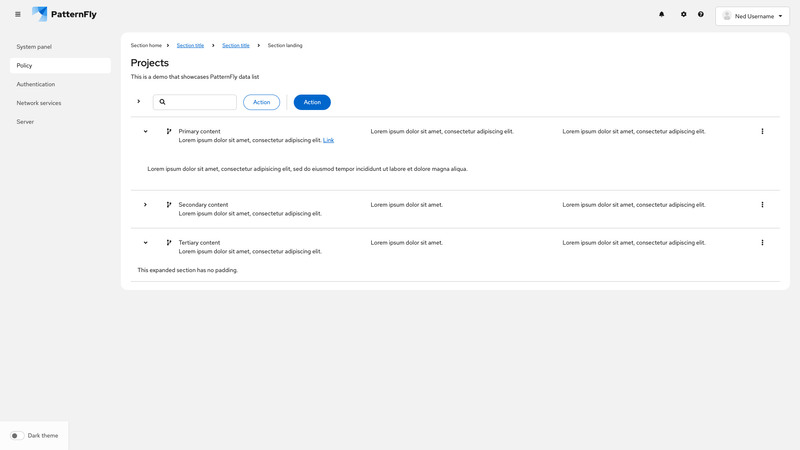 PatternFly
Ned Username
System panel
Policy
Authentication
Network services
Server
Section home
Section title
Section title
Section landing
Projects
This is a demo that showcases PatternFly data list
Action
Action
Primary content
Lorem ipsum dolor sit amet, consectetur adipiscing elit. Link
Lorem ipsum dolor sit amet, consectetur adipiscing elit.
Lorem ipsum dolor sit amet, consectetur adipiscing elit.
Lorem ipsum dolor sit amet, consectetur adipisicing elit, sed do eiusmod tempor incididunt ut labore et dolore magna aliqua.
Secondary content
Lorem ipsum dolor sit amet, consectetur adipiscing elit.
Lorem ipsum dolor sit amet.
Lorem ipsum dolor sit amet, consectetur adipiscing elit.
Tertiary content
Lorem ipsum dolor sit amet, consectetur adipiscing elit.
Lorem ipsum dolor sit amet.
Lorem ipsum dolor sit amet, consectetur adipiscing elit.
This expanded section has no padding.
Dark theme